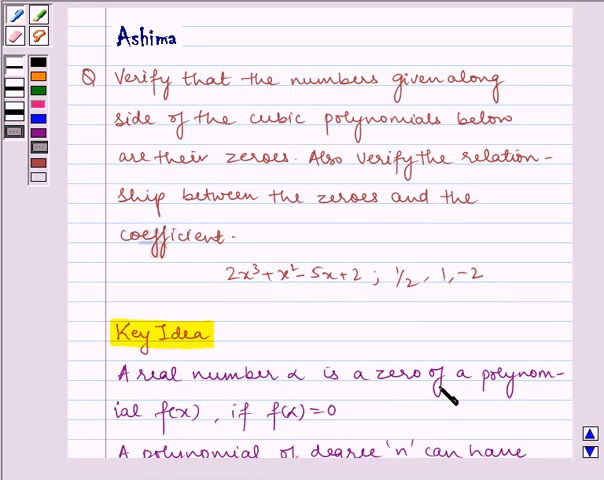 Ashima
Q Verify that the numbers given along
side of the cubic polynomials below
are their zeroes. Also verify the relation-
ship between the zeroes and the
coefficient.
2x³+x²-5x+2 ; 1/2, 1, -2
Key Idea
A real number α is a zero of a polynom-
ial f(x), if f(α)=0
A polynomial of degree 'n' can have